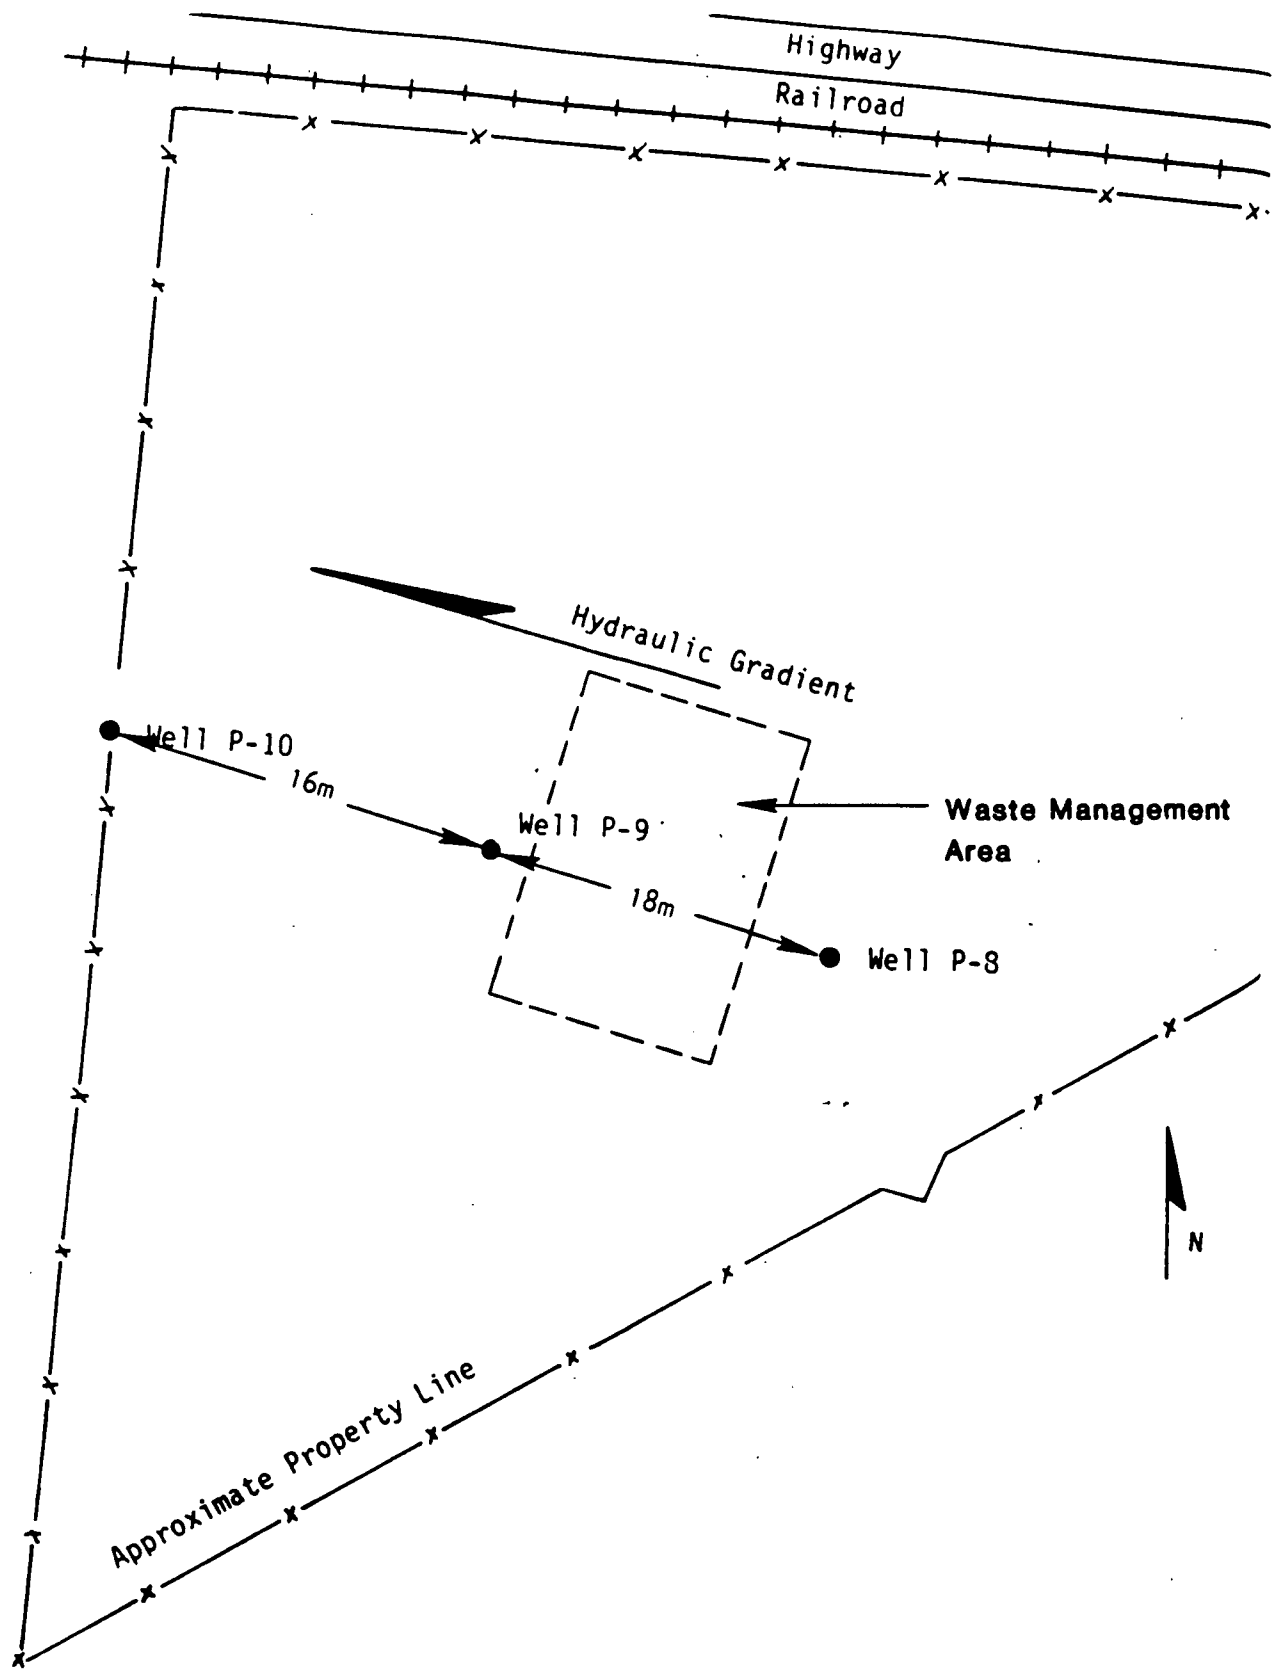 Highway
Railroad
Hydraulic Gradient
Well P-10
16m
Well P-9
Waste Management
Area
18m
Well P-8
N
Approximate Property Line